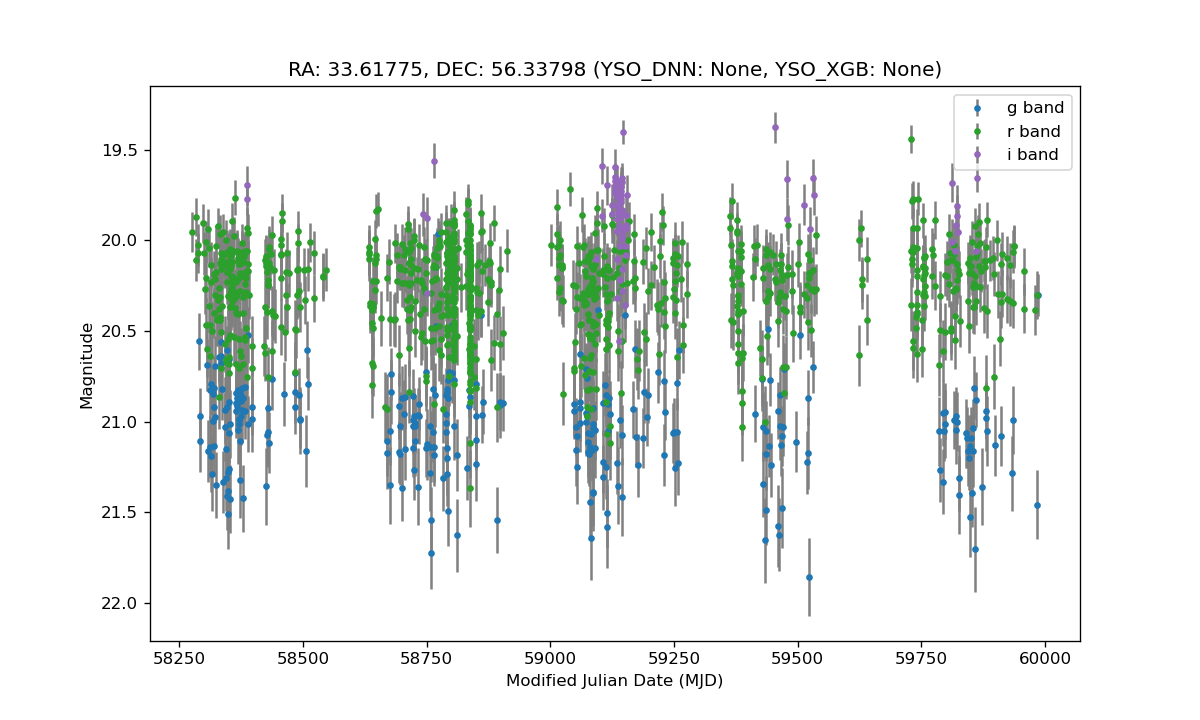 RA: 33.61775, DEC: 56.33798 (YSO_DNN: None, YSO_XGB: None)
g band
r band
i band
19.5
20.0
20.5
21.0
21.5
22.0
Magnitude
58250 58500 58750 59000 59250 59500 59750 60000
Modified Julian Date (MJD)